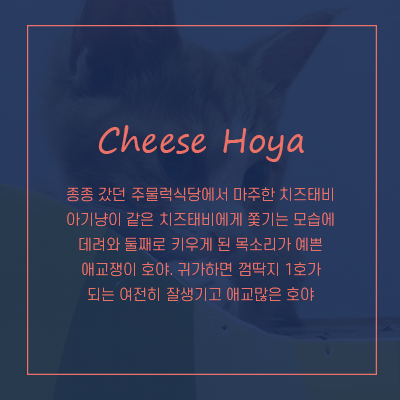 Cheese Hoya
종종 갔던 주물럭식당에서 마주한 치즈태비
아기냥이 같은 치즈태비에게 쫓기는 모습에
데려와 둘째로 키우게 된 목소리가 예쁜
애교쟁이 호야. 귀가하면 껌딱지 1호가
되는 여전히 잘생기고 애교많은 호야